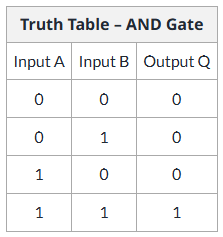 Truth Table – AND Gate
Input A Input B Output Q
0 0 0
0 1 0
1 0 0
1 1 1